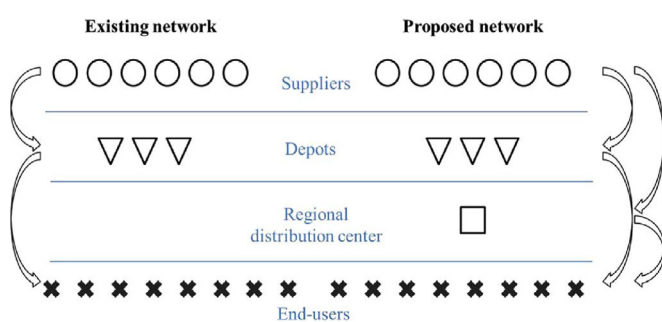 Existing network
Proposed network
Suppliers
Depots
Regional
distribution center
End-users